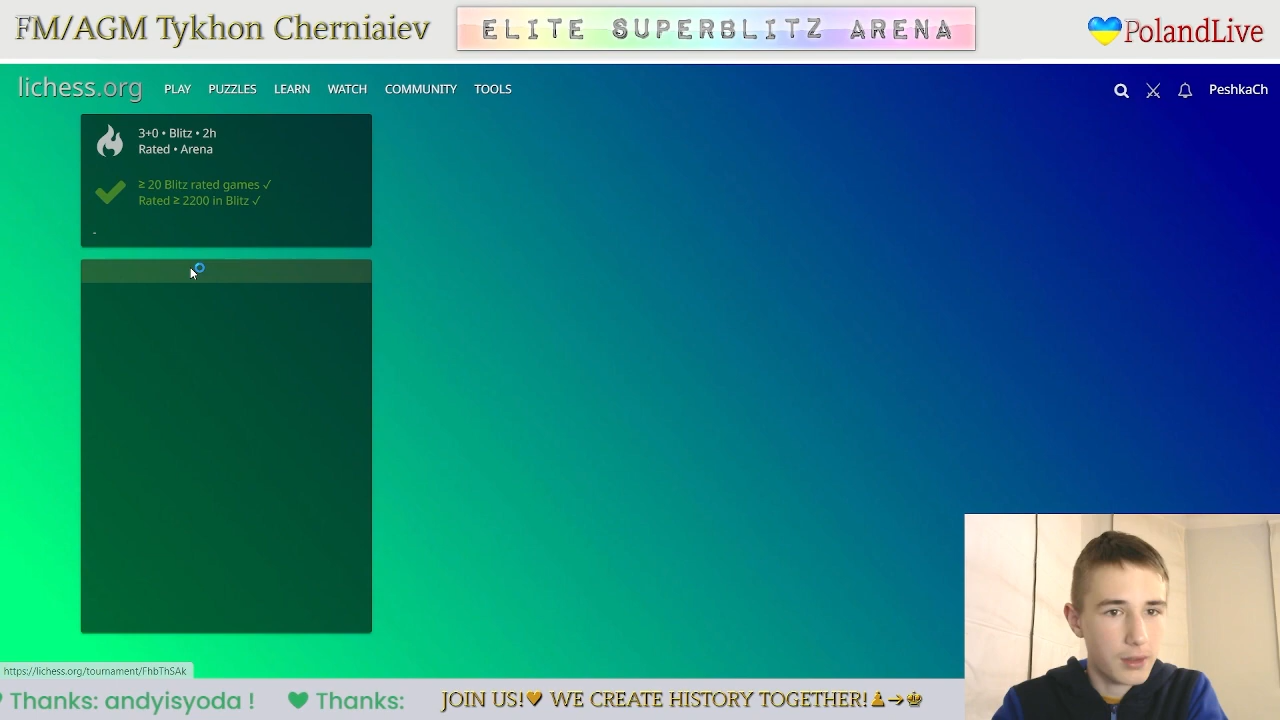 FM/AGM Tykhon Cherniaiev
ELITE SUPERBLITZ ARENA
PolandLive
lichess.org PLAY PUZZLES LEARN WATCH COMMUNITY TOOLS PeshkaCh
3+0 • Blitz • 2h
Rated • Arena
≥ 20 Blitz rated games ✓
Rated ≥ 2200 in Blitz ✓
-
https://lichess.org/tournament/FhbThSAk
Thanks: andyisyoda ! Thanks:
JOIN US!🧡 WE CREATE HISTORY TOGETHER!♟→♚